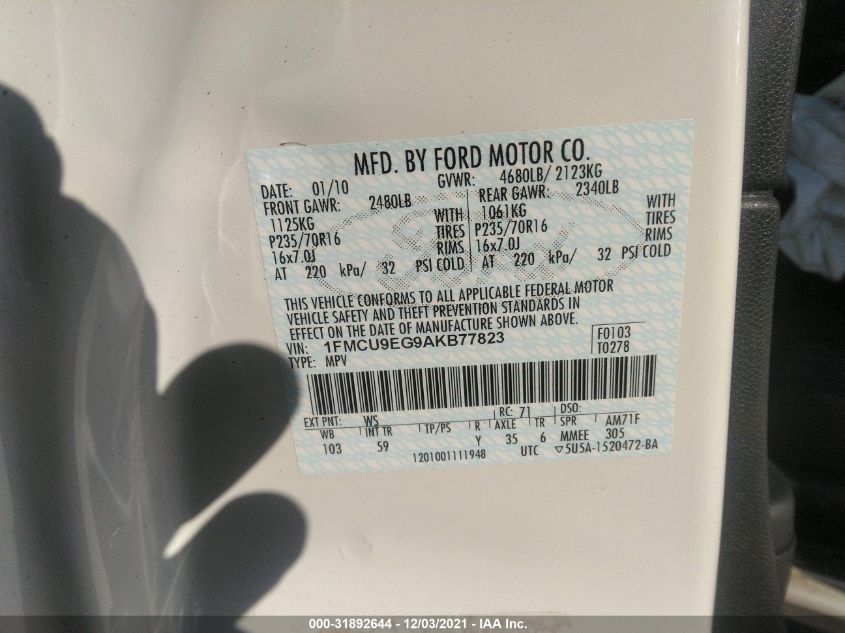 MFD. BY FORD MOTOR CO.
DATE: 01/10 GVWR: 4680LB/ 2123KG
FRONT GAWR: 2480LB REAR GAWR: 2340LB
1125KG WITH 1061KG WITH
P235/70R16 TIRES P235/70R16 TIRES
16x7.0J RIMS 16x7.0J RIMS
AT 220 kPa/ 32 PSI COLD AT 220 kPa/ 32 PSI COLD
THIS VEHICLE CONFORMS TO ALL APPLICABLE FEDERAL MOTOR
VEHICLE SAFETY AND THEFT PREVENTION STANDARDS IN
EFFECT ON THE DATE OF MANUFACTURE SHOWN ABOVE.
VIN: 1FMCU9EG9AKB77823 F0103
TYPE: MPV T0278
EXT PNT: WS RC: 71 DSO:
WB INT TR TP/PS R AXLE TR SPR AM71F
103 59 Y 35 6 MMEE 305
1201001111948 UTC ▽5U5A-1520472-BA
000-31892644 - 12/03/2021 - IAA Inc.